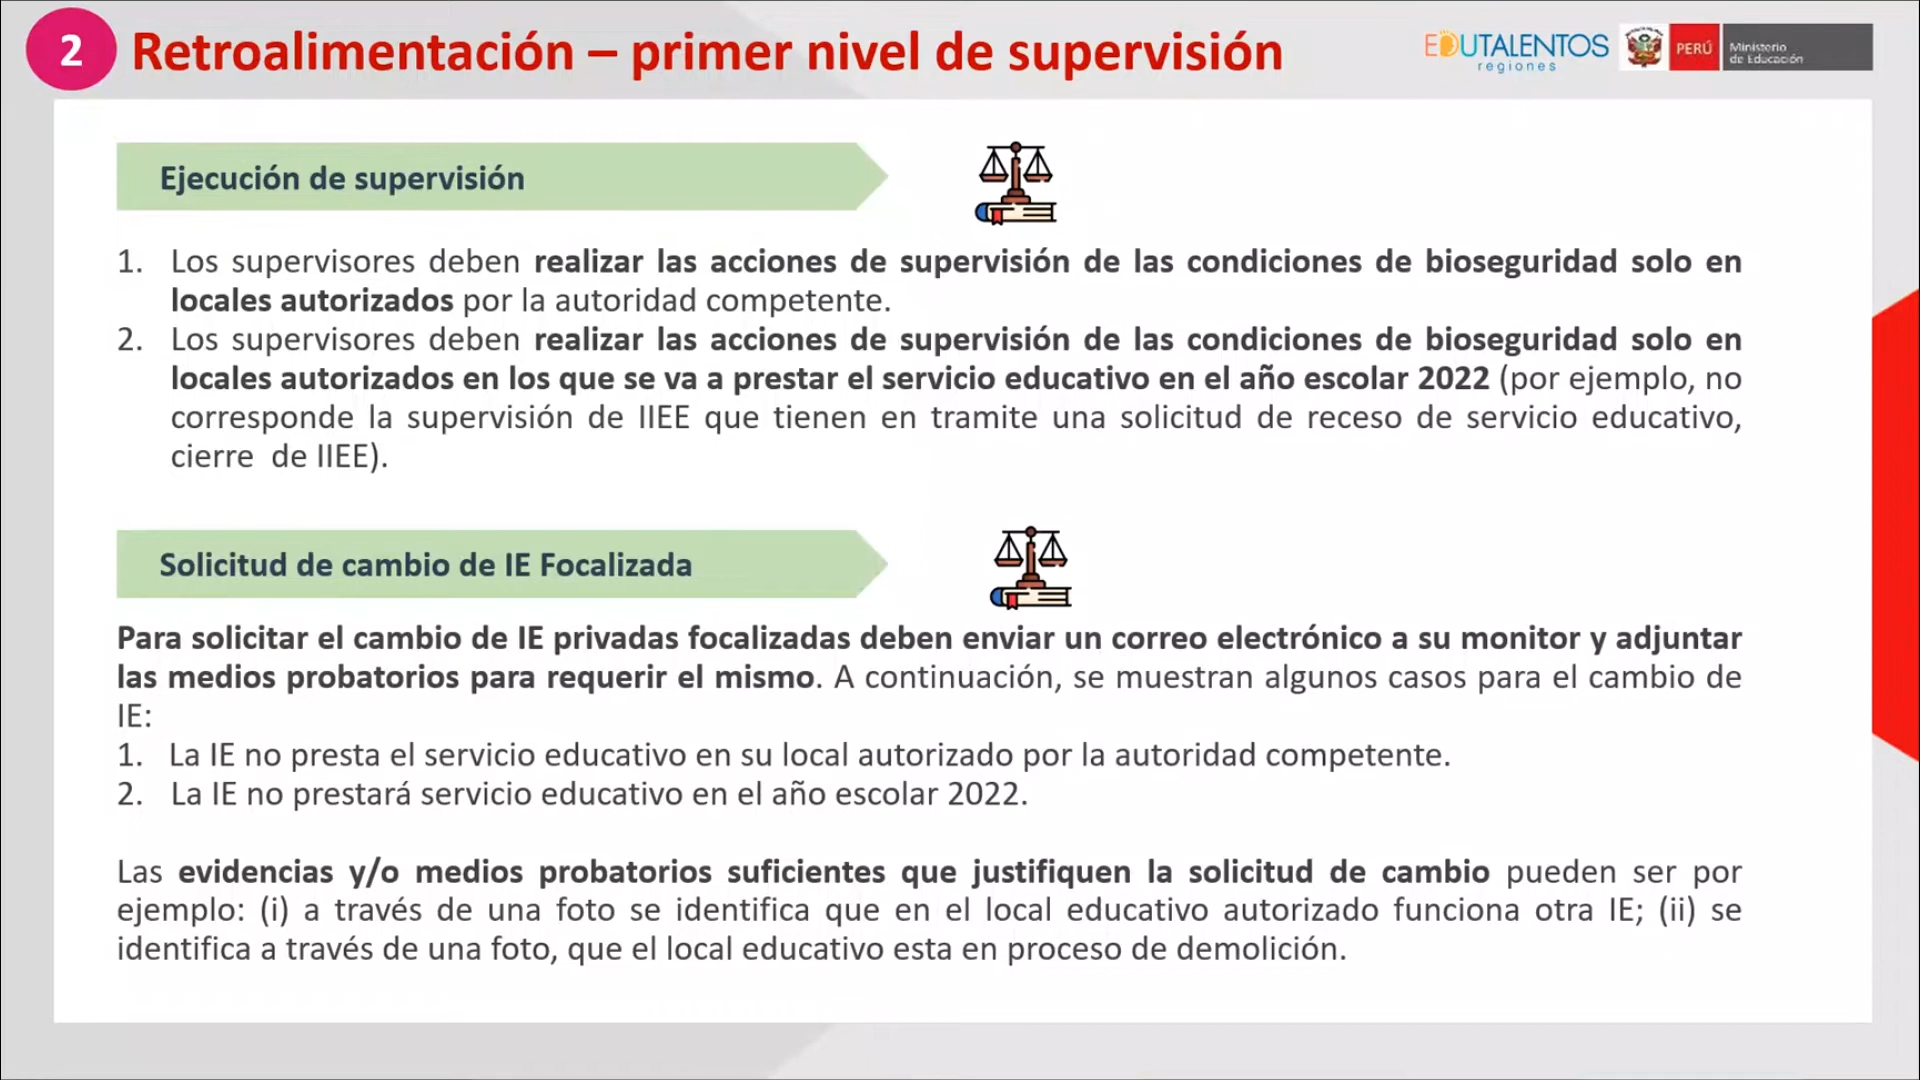 2
Retroalimentación – primer nivel de supervisión
EDUTALENTOS
regiones
PERÚ
Ministerio
de Educación
Ejecución de supervisión
1. Los supervisores deben realizar las acciones de supervisión de las condiciones de bioseguridad solo en
locales autorizados por la autoridad competente.
2. Los supervisores deben realizar las acciones de supervisión de las condiciones de bioseguridad solo en
locales autorizados en los que se va a prestar el servicio educativo en el año escolar 2022 (por ejemplo, no
corresponde la supervisión de IIEE que tienen en tramite una solicitud de receso de servicio educativo,
cierre de IIEE).
Solicitud de cambio de IE Focalizada
Para solicitar el cambio de IE privadas focalizadas deben enviar un correo electrónico a su monitor y adjuntar
las medios probatorios para requerir el mismo. A continuación, se muestran algunos casos para el cambio de
IE:
1. La IE no presta el servicio educativo en su local autorizado por la autoridad competente.
2. La IE no prestará servicio educativo en el año escolar 2022.
Las evidencias y/o medios probatorios suficientes que justifiquen la solicitud de cambio pueden ser por
ejemplo: (i) a través de una foto se identifica que en el local educativo autorizado funciona otra IE; (ii) se
identifica a través de una foto, que el local educativo esta en proceso de demolición.